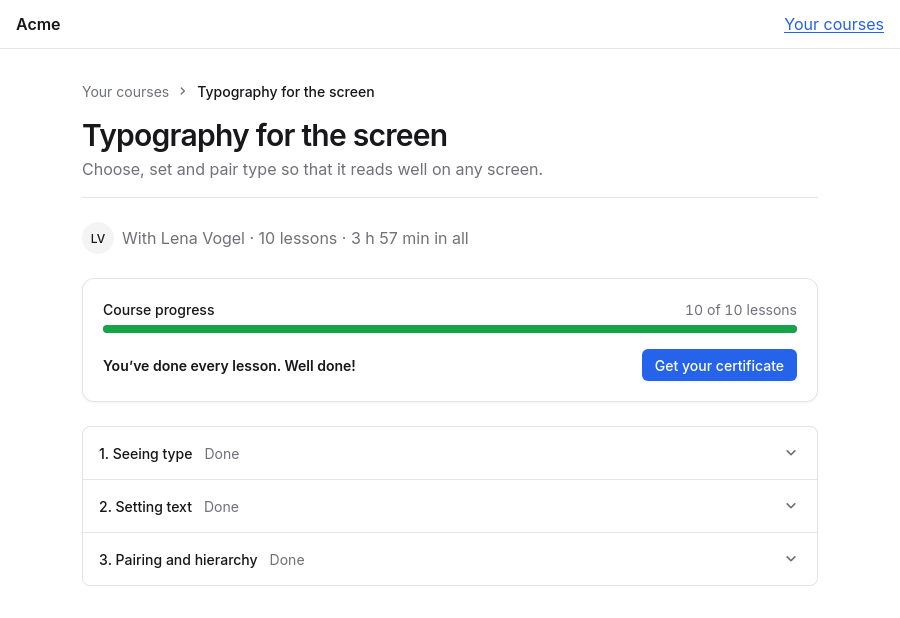 Acme
Your courses
Your courses
Typography for the screen
Typography for the screen
Choose, set and pair type so that it reads well on any screen.
LV
With Lena Vogel · 10 lessons · 3 h 57 min in all
Course progress
10 of 10 lessons
You’ve done every lesson. Well done!
Get your certificate
1. Seeing type Done
2. Setting text Done
3. Pairing and hierarchy Done